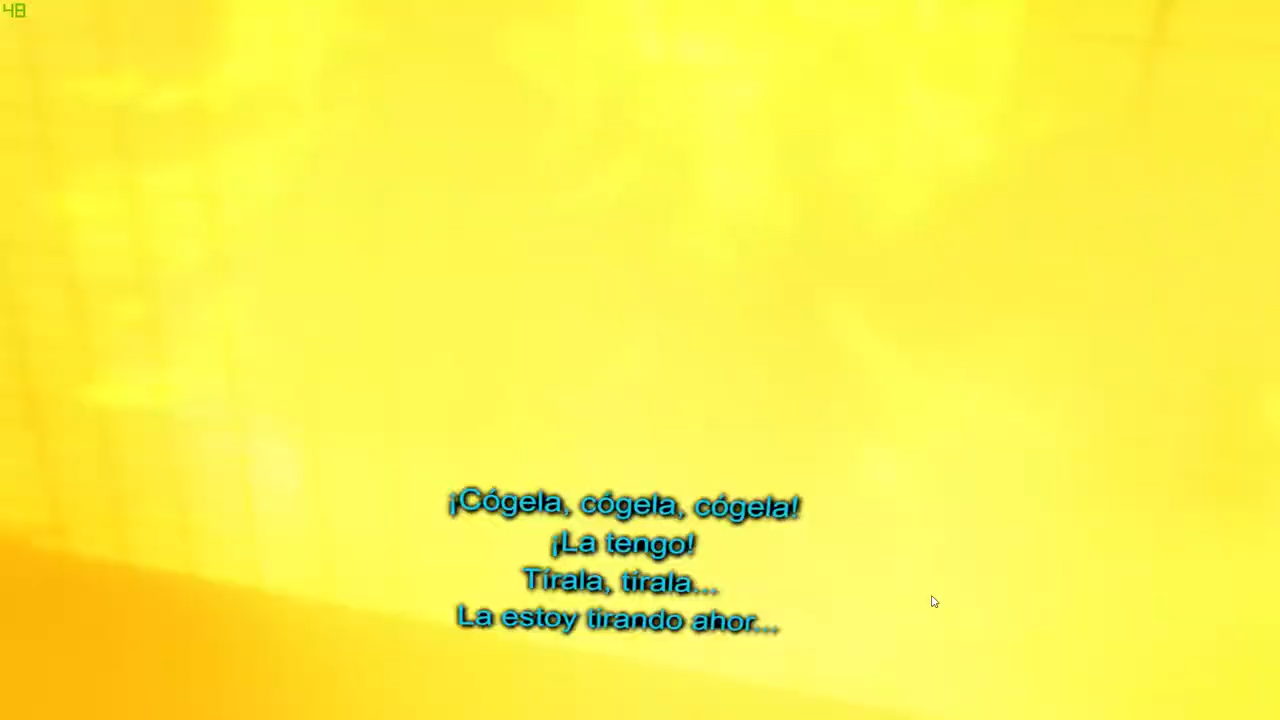 48
¡Cógela, cógela, cógela!
¡La tengo!
Tírala, tírala...
La estoy tirando ahor...